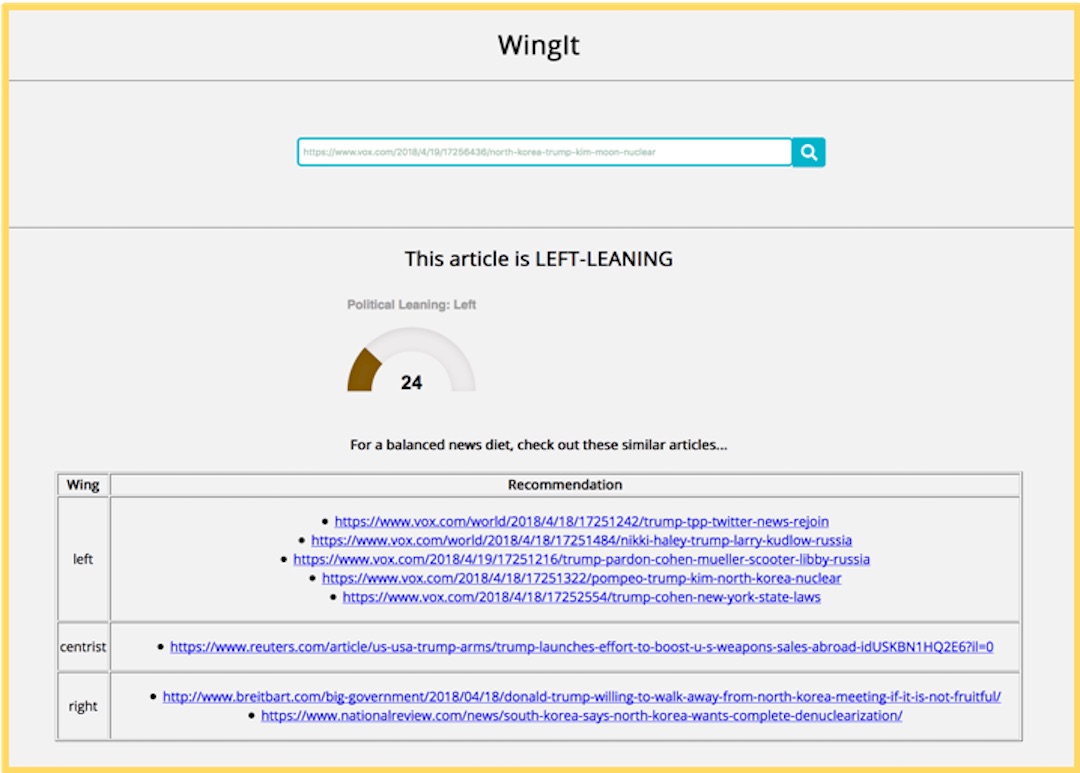 WingIt
https://www.vox.com/2018/4/19/17256436/north-korea-trump-kim-moon-nuclear
This article is LEFT-LEANING
Political Leaning: Left
24
For a balanced news diet, check out these similar articles...
Wing Recommendation
left
https://www.vox.com/world/2018/4/18/17251242/trump-tpp-twitter-news-rejoin
https://www.vox.com/world/2018/4/18/17251484/nikki-haley-trump-larry-kudlow-russia
https://www.vox.com/2018/4/19/17251216/trump-pardon-cohen-mueller-scooter-libby-russia
https://www.vox.com/2018/4/18/17251322/pompeo-trump-kim-north-korea-nuclear
https://www.vox.com/2018/4/18/17252554/trump-cohen-new-york-state-laws
centrist
https://www.reuters.com/article/us-usa-trump-arms/trump-launches-effort-to-boost-u-s-weapons-sales-abroad-idUSKBN1HQ2E6?il=0
right
http://www.breitbart.com/big-government/2018/04/18/donald-trump-willing-to-walk-away-from-north-korea-meeting-if-it-is-not-fruitful/
https://www.nationalreview.com/news/south-korea-says-north-korea-wants-complete-denuclearization/